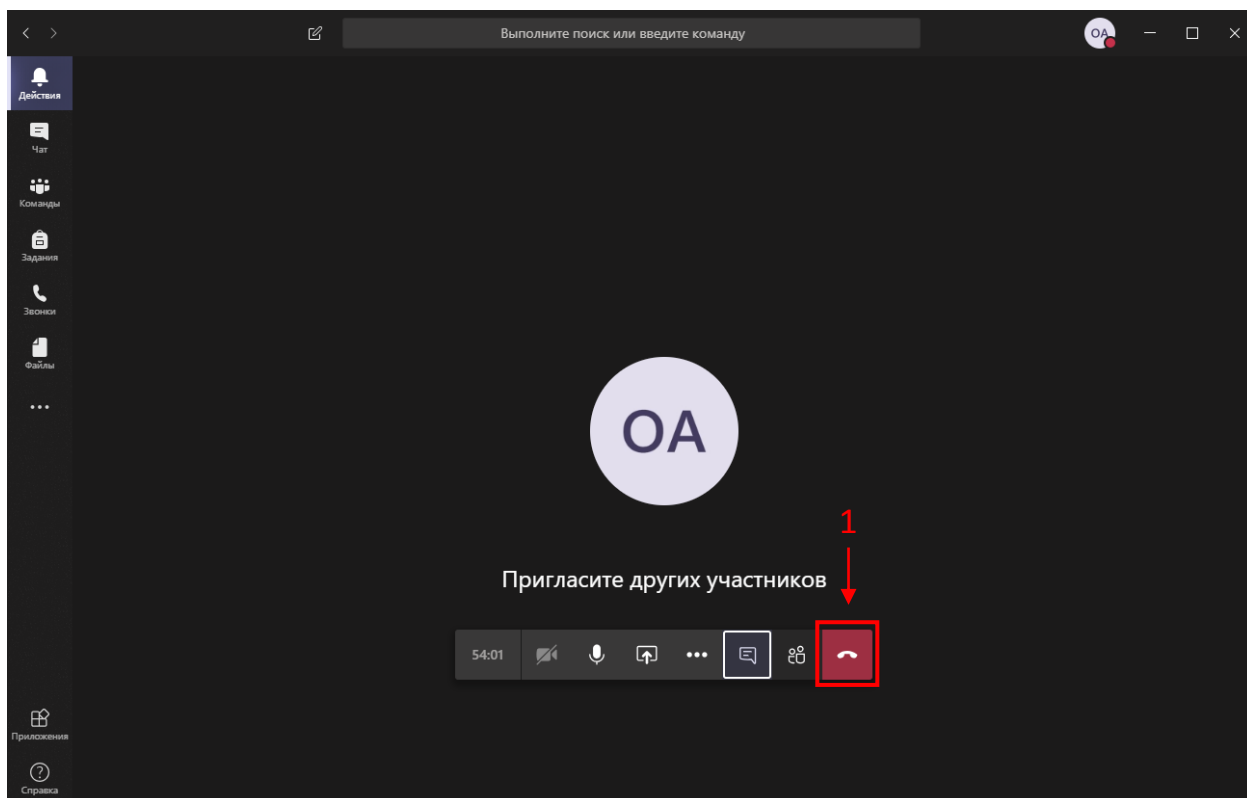 Выполните поиск или введите команду
OA
Действия
Чат
Команды
Задания
Звонки
Файлы
OA
1
Пригласите других участников
54:01
Приложения
Справка